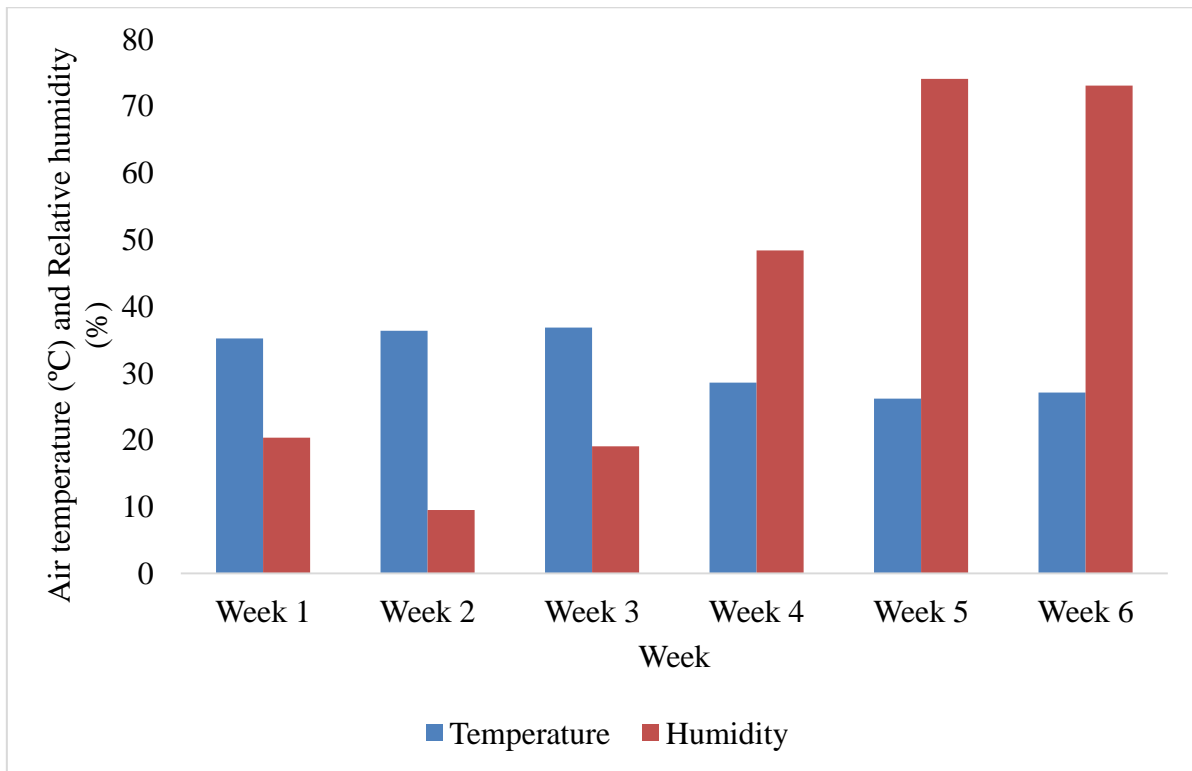 Air temperature (ºC) and Relative humidity
(%)
80
70
60
50
40
30
20
10
0
Week 1 Week 2 Week 3 Week 4 Week 5 Week 6
Week
Temperature Humidity